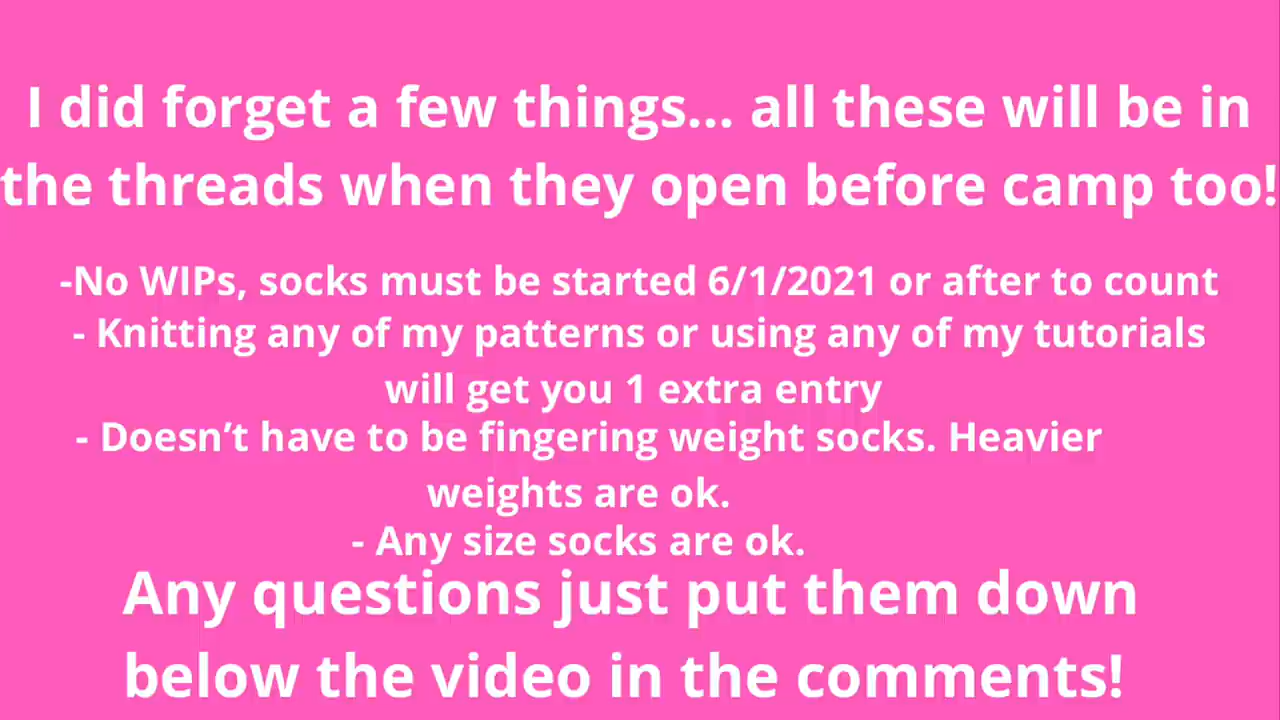 I did forget a few things... all these will be in
the threads when they open before camp too!
-No WIPs, socks must be started 6/1/2021 or after to count
- Knitting any of my patterns or using any of my tutorials
will get you 1 extra entry
- Doesn’t have to be fingering weight socks. Heavier
weights are ok.
- Any size socks are ok.
Any questions just put them down
below the video in the comments!